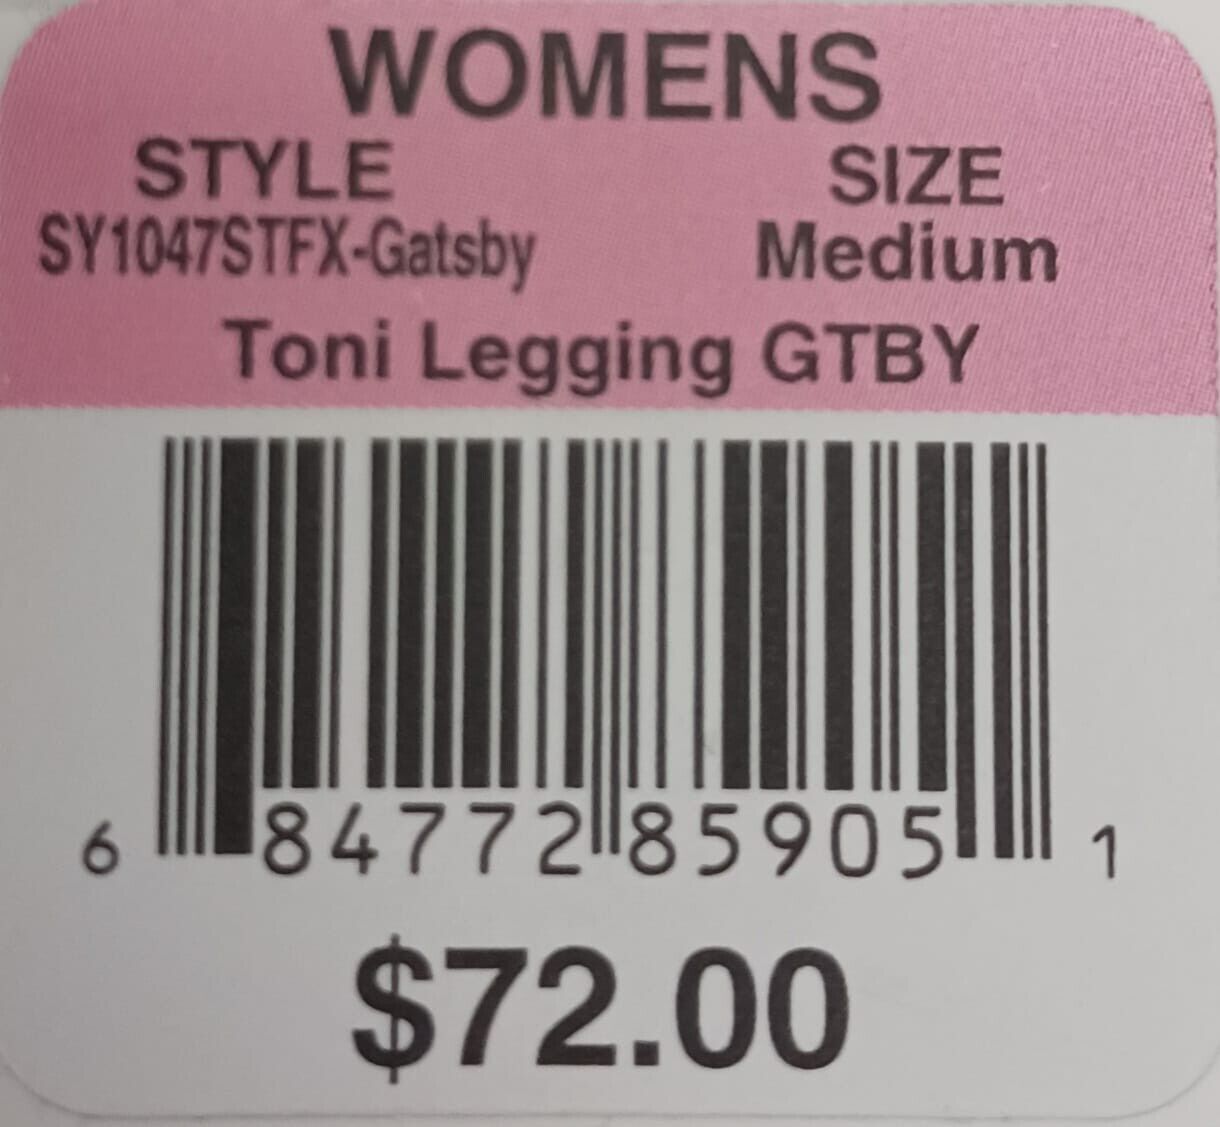 WOMENS
STYLE SIZE
SY1047STFX-Gatsby Medium
Toni Legging GTBY
6 84772 85905 1
$72.00